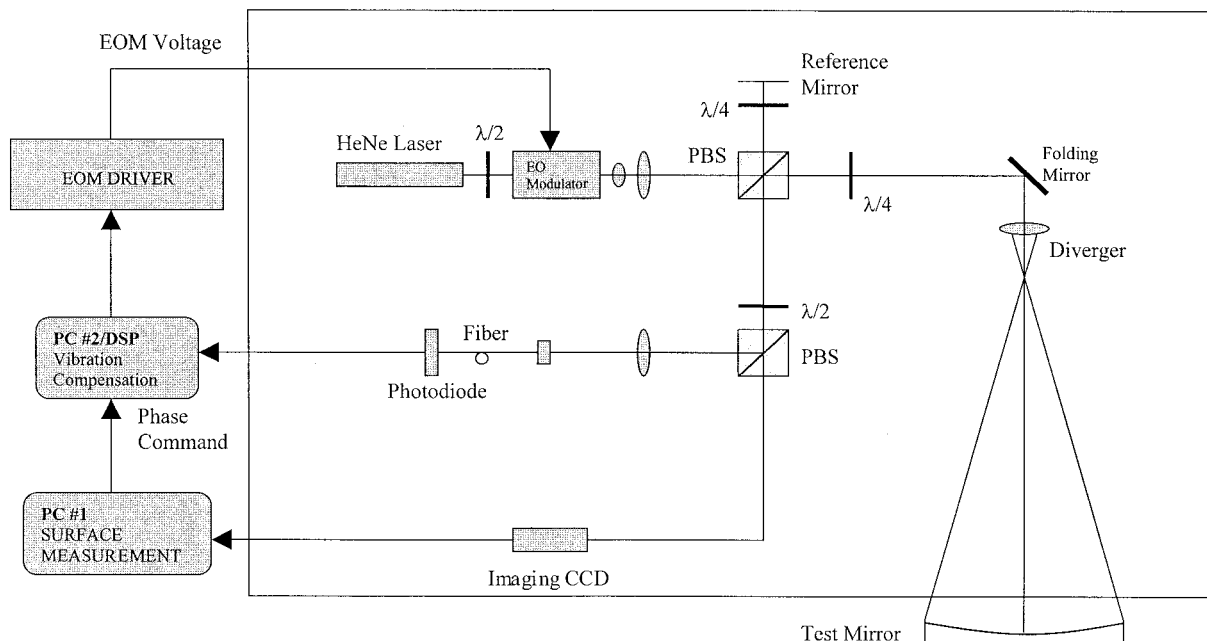 EOM Voltage
Reference
Mirror
λ/4
λ/2
HeNe Laser
EO
Modulator
PBS
Folding
Mirror
EOM DRIVER
λ/4
Diverger
λ/2
PC #2/DSP
Vibration
Compensation
Fiber
PBS
Photodiode
Phase
Command
PC #1
SURFACE
MEASUREMENT
Imaging CCD
Test Mirror